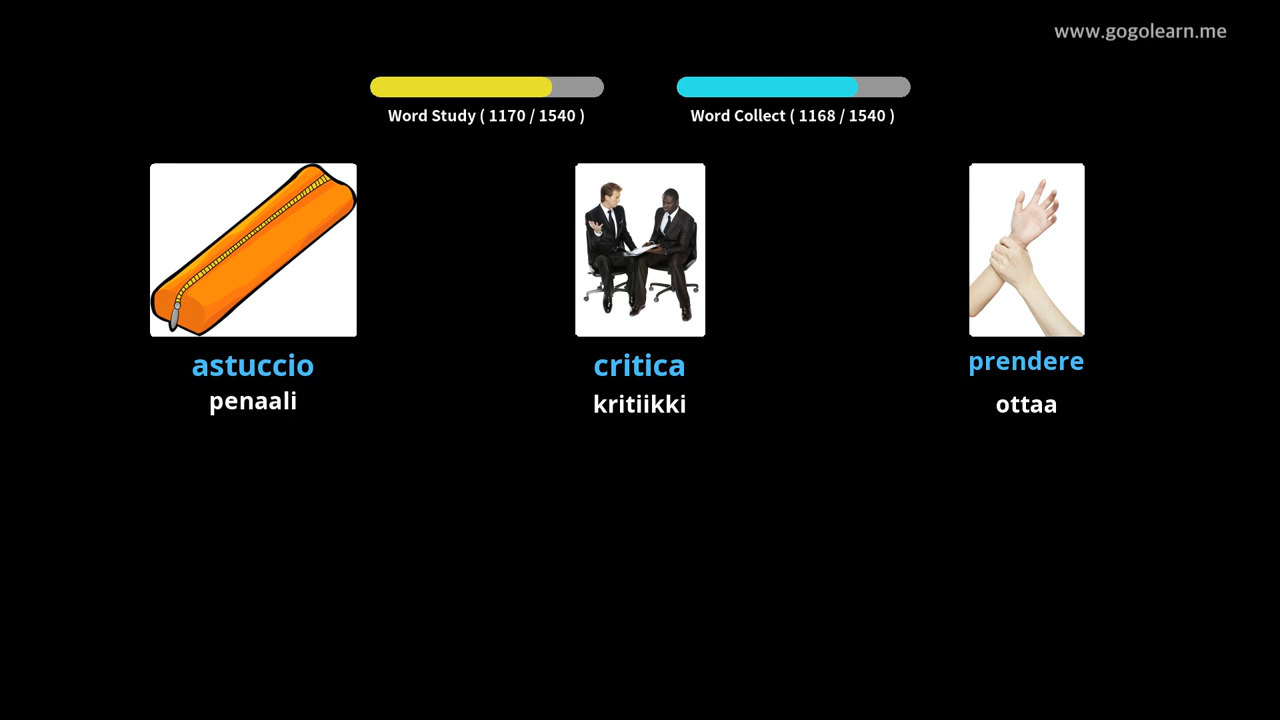 www.gogolearn.me
Word Study ( 1170 / 1540 )
Word Collect ( 1168 / 1540 )
astuccio
penaali
critica
kritiikki
prendere
ottaa